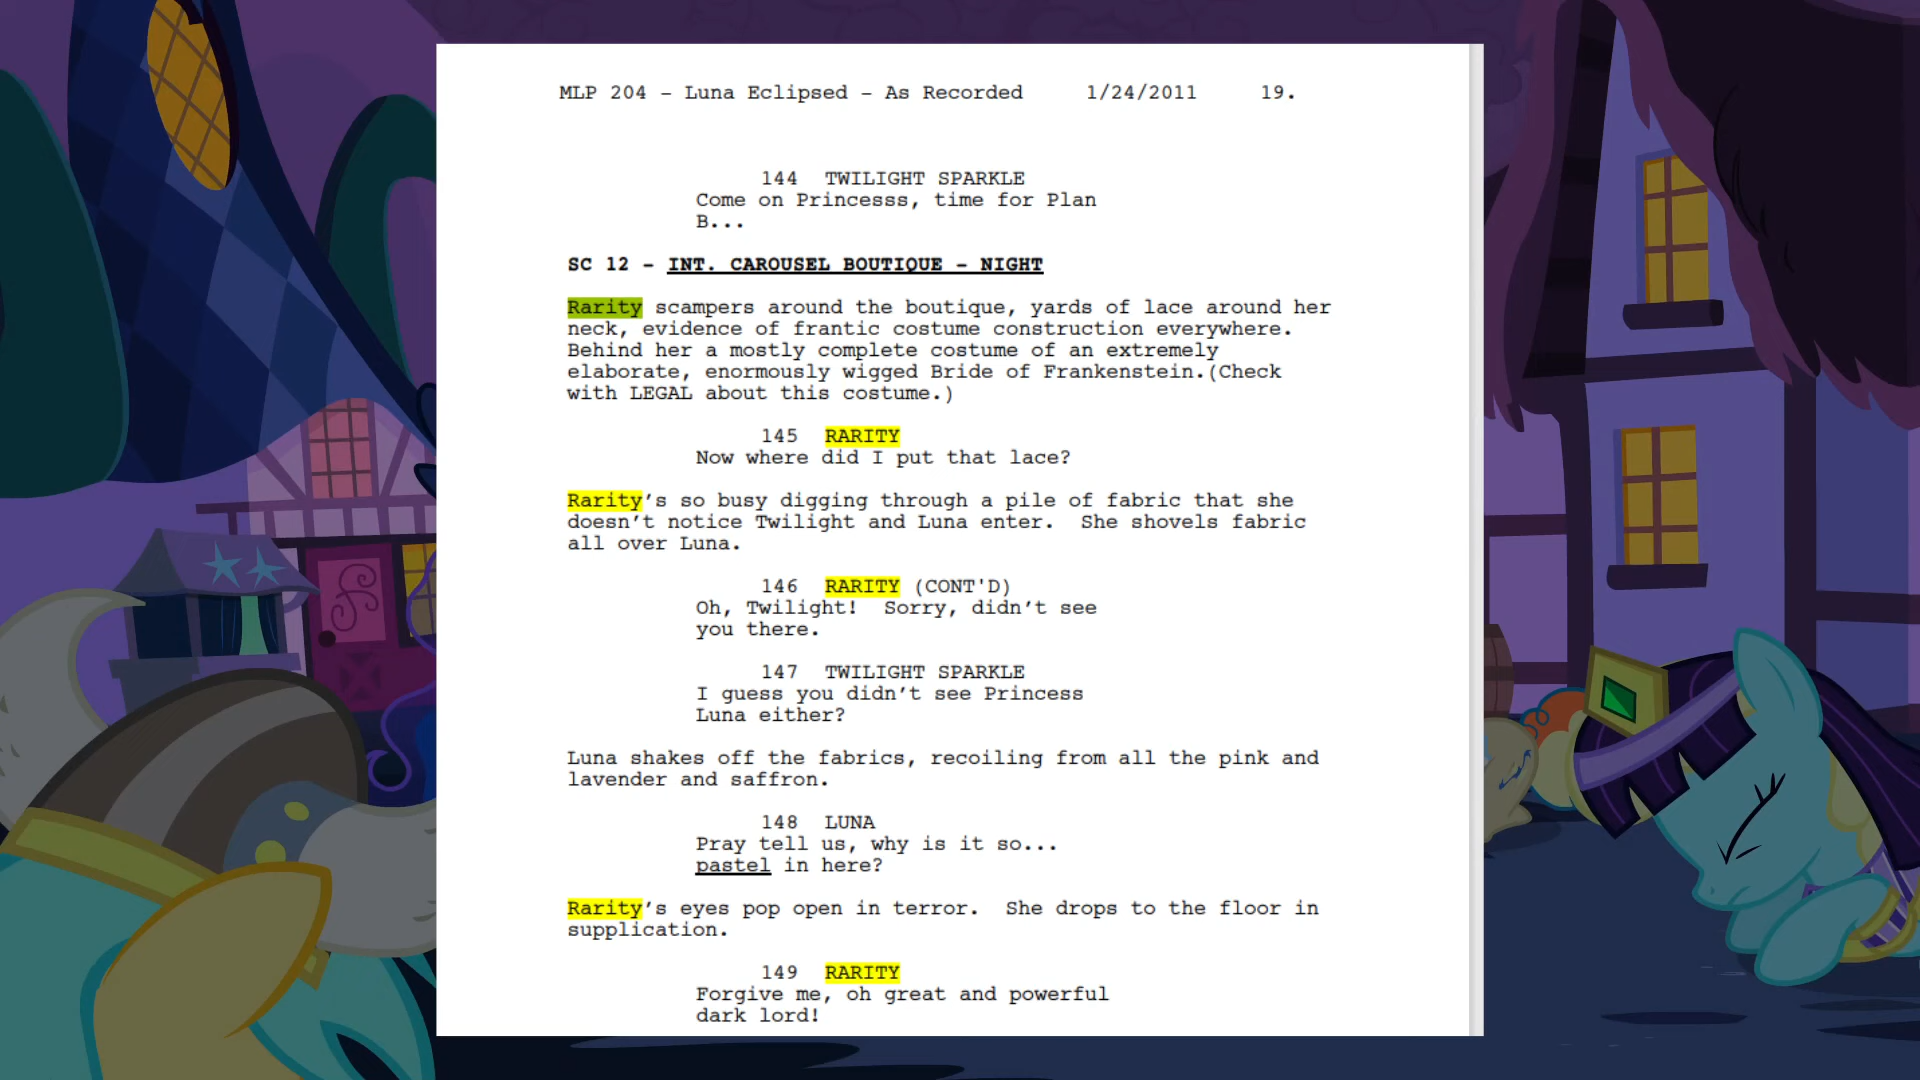 MLP 204 – Luna Eclipsed – As Recorded 1/24/2011 19.
144 TWILIGHT SPARKLE
Come on Princesss, time for Plan
B...
SC 12 – INT. CAROUSEL BOUTIQUE – NIGHT
Rarity scampers around the boutique, yards of lace around her
neck, evidence of frantic costume construction everywhere.
Behind her a mostly complete costume of an extremely
elaborate, enormously wigged Bride of Frankenstein.(Check
with LEGAL about this costume.)
145 RARITY
Now where did I put that lace?
Rarity’s so busy digging through a pile of fabric that she
doesn’t notice Twilight and Luna enter. She shovels fabric
all over Luna.
146 RARITY (CONT'D)
Oh, Twilight! Sorry, didn’t see
you there.
147 TWILIGHT SPARKLE
I guess you didn’t see Princess
Luna either?
Luna shakes off the fabrics, recoiling from all the pink and
lavender and saffron.
148 LUNA
Pray tell us, why is it so...
pastel in here?
Rarity’s eyes pop open in terror. She drops to the floor in
supplication.
149 RARITY
Forgive me, oh great and powerful
dark lord!